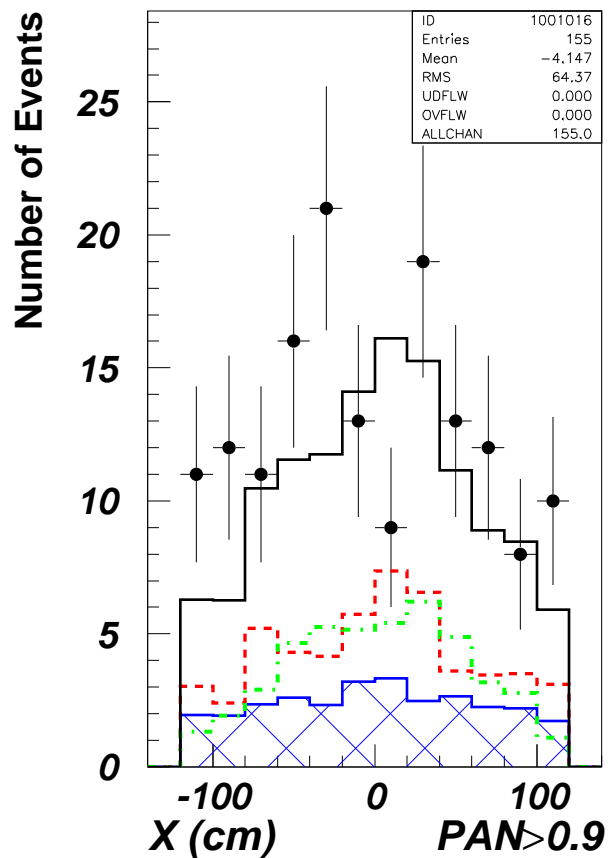 ID 1001016
Entries 155
Mean -4.147
RMS 64.37
UDFLW 0.000
OVFLW 0.000
ALLCHAN 155.0
Number of Events
25
20
15
10
5
0
-100 0 100
X (cm) PAN>0.9